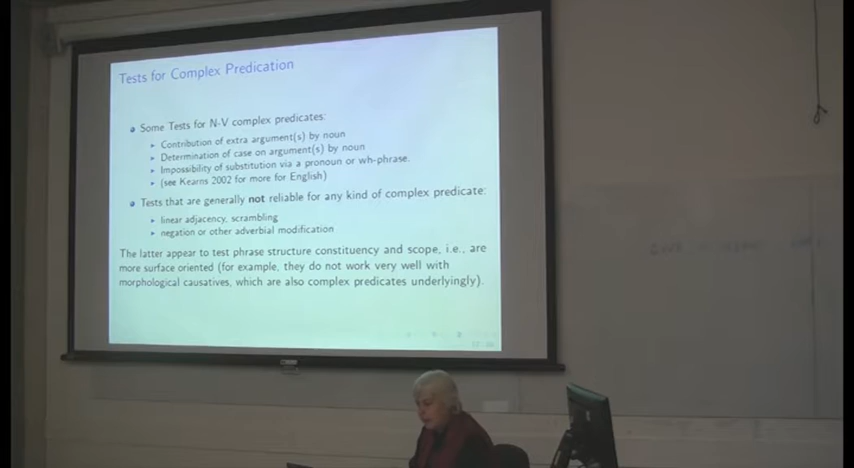 Tests for Complex Predication
Some Tests for N-V complex predicates:
Contribution of extra argument(s) by noun
Determination of case on argument(s) by noun
Impossibility of substitution via a pronoun or wh-phrase.
(see Kearns 2002 for more for English)
Tests that are generally not reliable for any kind of complex predicate:
linear adjacency, scrambling
negation or other adverbial modification
The latter appear to test phrase structure constituency and scope, i.e., are
more surface oriented (for example, they do not work very well with
morphological causatives, which are also complex predicates underlyingly).